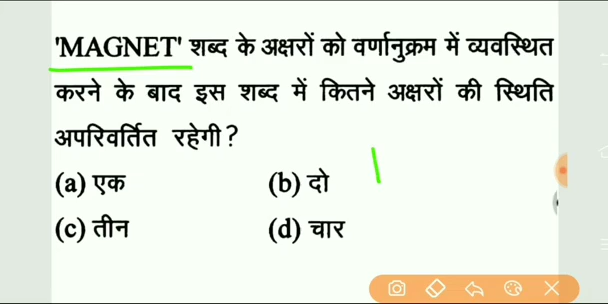 'MAGNET' शब्द के अक्षरों को वर्णानुक्रम में व्यवस्थित
करने के बाद इस शब्द में कितने अक्षरों की स्थिति
अपरिवर्तित रहेगी?
(a) एक (b) दो
(c) तीन (d) चार